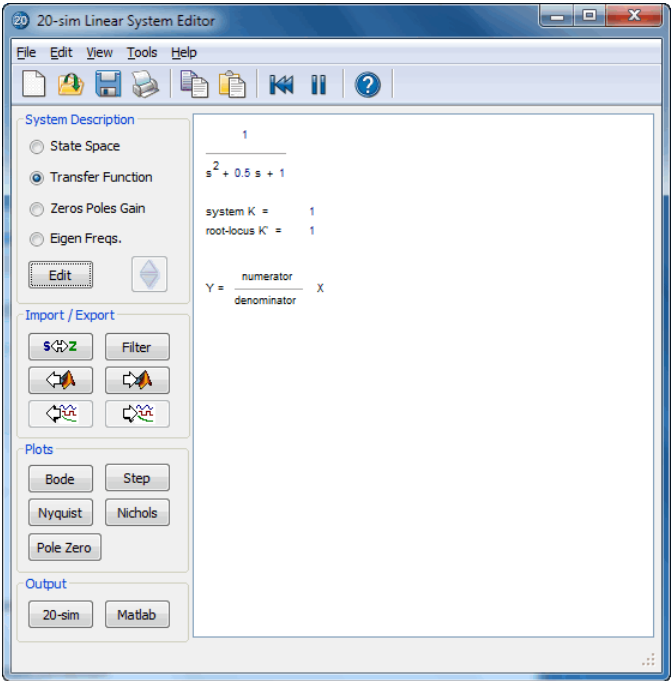 20 20-sim Linear System Editor
File Edit View Tools Help
System Description
State Space
Transfer Function
Zeros Poles Gain
Eigen Freqs.
Edit
Import / Export
S Z Filter
Plots
Bode Step
Nyquist Nichols
Pole Zero
Output
20-sim Matlab
1
s2 + 0.5 s + 1
system K = 1
root-locus K' = 1
numerator
Y = X
denominator